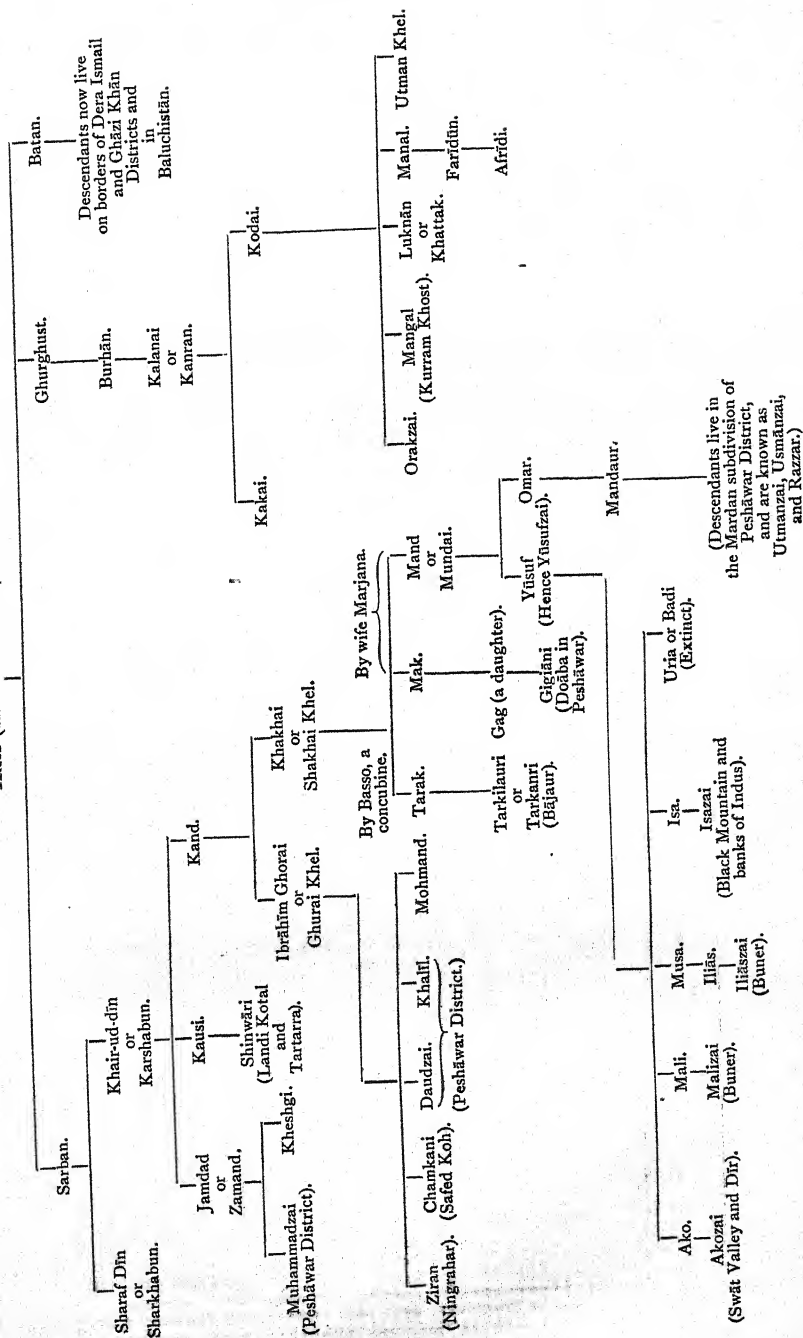 Sarban.
Ghurghust.
Batan.
Descendants now live
on borders of Dera Ismail
and Ghāzi Khān
Districts and
in
Baluchistān.
Sharaf Dīn
or
Sharkhabun.
Khair-ud-dīn
or
Karshabun.
Burhān.
Kalanai
or
Kanran.
Jamdad
or
Zamand.
Kausi.
Kand.
Kakai.
Kodai.
Muhammadzai
(Peshāwar District).
Kheshgi.
Shinwāri
(Landi Kotal
and
Tartarra).
Ibrāhīm Ghorai
or
Ghurai Khel.
Khakhai
or
Shakhai Khel.
Orakzai.
Mangal
(Kurram Khost).
Luknān
or
Khattak.
Manal.
Utman Khel.
Farīdūn.
Afrīdi.
By Basso, a
concubine.
By wife Marjana.
Ziran
(Ningrahar).
Chamkani
(Safed Koh).
Daudzai.
Khalīl.
(Peshāwar District.)
Mohmand.
Tarak.
Mak.
Mand
or
Mundai.
Tarkilauri
or
Tarkanri
(Bājaur).
Gag (a daughter).
Gigiāni
(Doāba in
Peshāwar).
Yūsuf
(Hence Yūsufzai).
Omar.
Mandaur.
(Descendants live in
the Mardan subdivision of
Peshāwar District,
and are known as
Utmanzai, Usmānzai,
and Razzar.)
Ako.
Akozai
(Swāt Valley and Dīr).
Mali.
Malizai
(Buner).
Musa.
Iliās.
Iliāszai
(Buner).
Isa.
Isazai
(Black Mountain and
banks of Indus).
Uria or Badi
(Extinct).